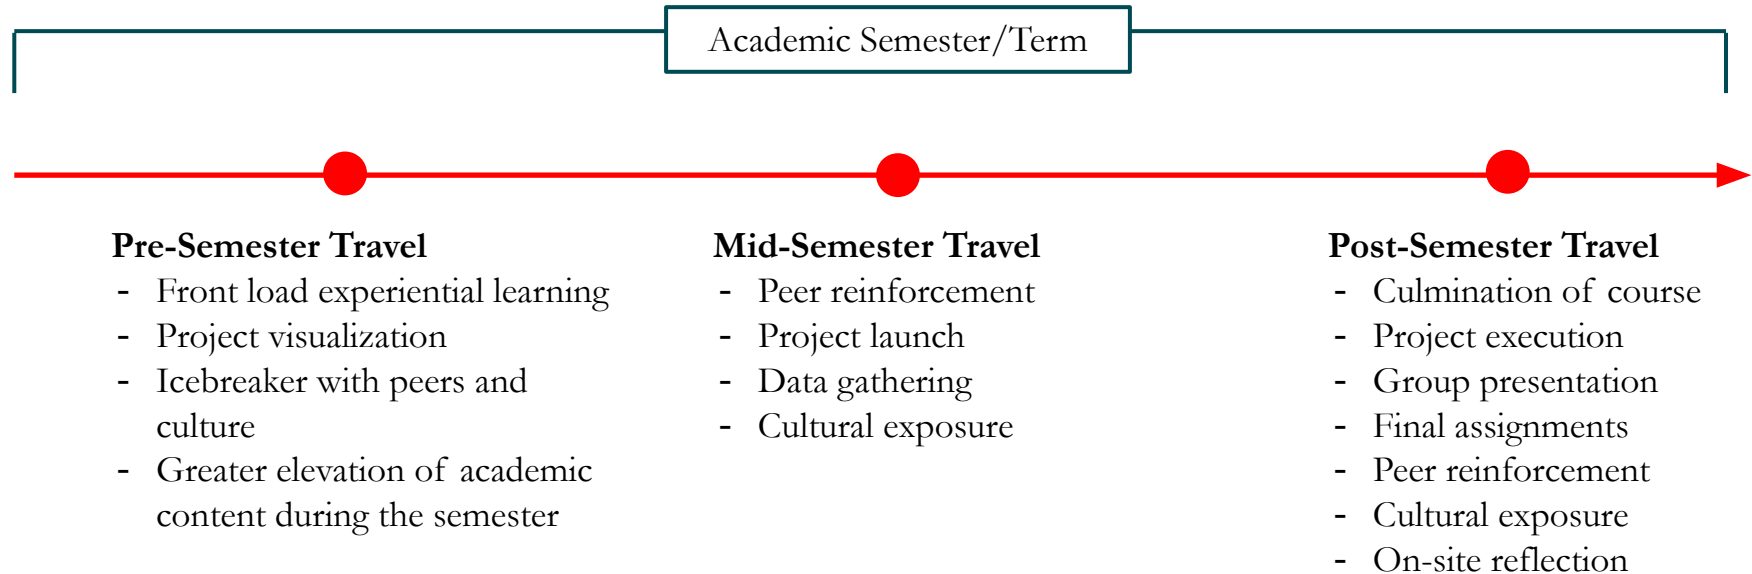 Academic Semester/Term
Pre-Semester Travel
- Front load experiential learning
- Project visualization
- Icebreaker with peers and
culture
- Greater elevation of academic
content during the semester
Mid-Semester Travel
- Peer reinforcement
- Project launch
- Data gathering
- Cultural exposure
Post-Semester Travel
- Culmination of course
- Project execution
- Group presentation
- Final assignments
- Peer reinforcement
- Cultural exposure
- On-site reflection